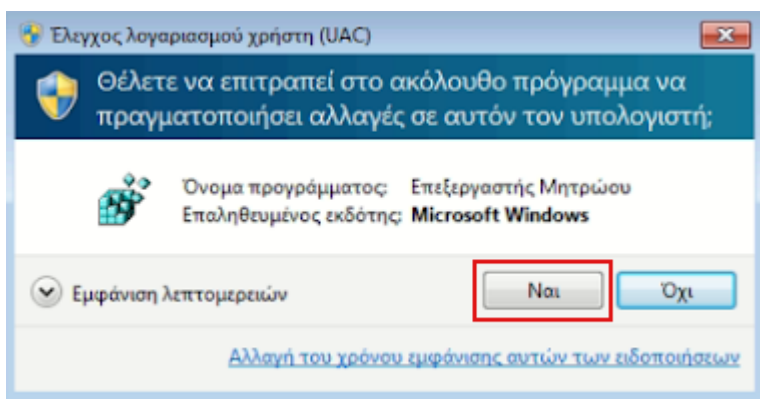 Έλεγχος λογαριασμού χρήστη (UAC)
Θέλετε να επιτραπεί στο ακόλουθο πρόγραμμα να
πραγματοποιήσει αλλαγές σε αυτόν τον υπολογιστή;
Όνομα προγράμματος: Επεξεργαστής Μητρώου
Επαληθευμένος εκδότης: Microsoft Windows
Εμφάνιση λεπτομερειών
Ναι
Όχι
Αλλαγή του χρόνου εμφάνισης αυτών των ειδοποιήσεων